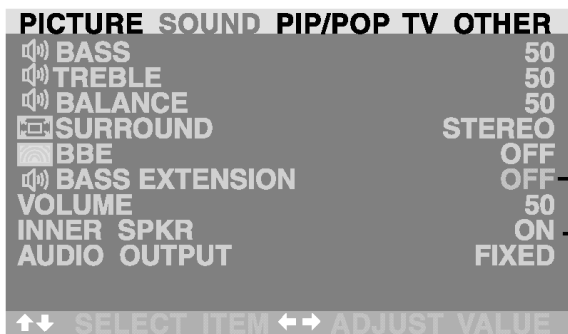 PICTURE SOUND PIP/POP TV OTHER
BASS 50
TREBLE 50
BALANCE 50
SURROUND STEREO
BBE OFF
BASS EXTENSION OFF
VOLUME 50
INNER SPKR ON
AUDIO OUTPUT FIXED
SELECT ITEM ADJUST VALUE